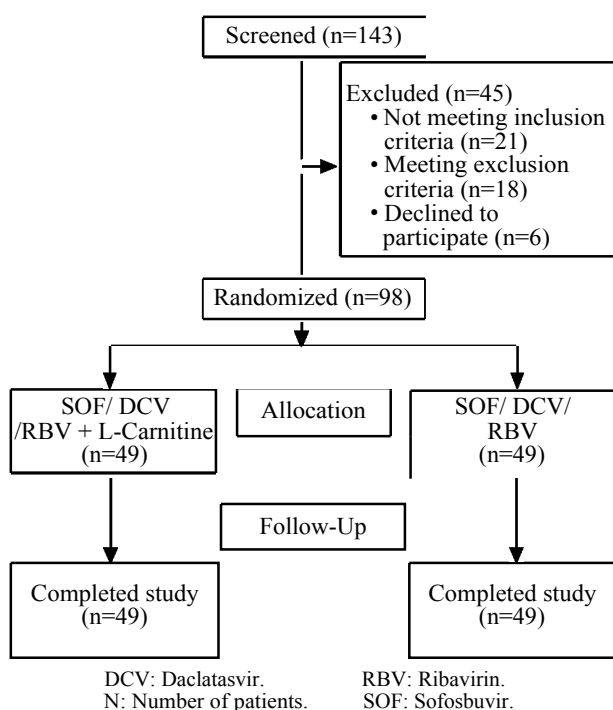 Screened (n=143)
Excluded (n=45)
• Not meeting inclusion
criteria (n=21)
• Meeting exclusion
criteria (n=18)
• Declined to
participate (n=6)
Randomized (n=98)
SOF/ DCV
/RBV + L-Carnitine
(n=49)
Allocation
SOF/ DCV/
RBV
(n=49)
Follow-Up
Completed study
(n=49)
Completed study
(n=49)
DCV: Daclatasvir.
RBV: Ribavirin.
N: Number of patients.
SOF: Sofosbuvir.